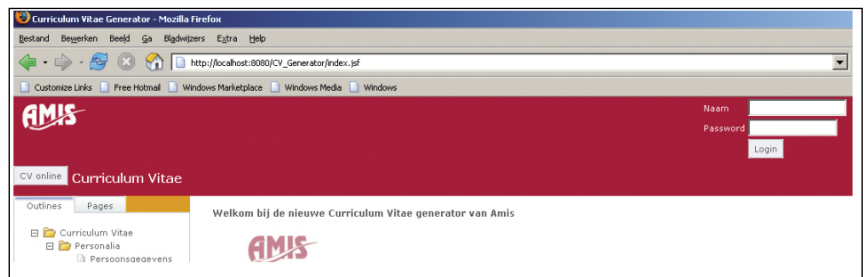 Curriculum Vitae Generator - Mozilla Firefox
Bestand Bewerken Beeld Ga Bladwijzers Extra Help
http://localhost:8080/CV_Generator/index.jsf
Customize Links Free Hotmail Windows Marketplace Windows Media Windows
AMIS
Naam
Password
Login
CV online Curriculum Vitae
Outlines Pages
Welkom bij de nieuwe Curriculum Vitae generator van Amis
Curriculum Vitae
AMIS
Personalia
Persoonsgegevens